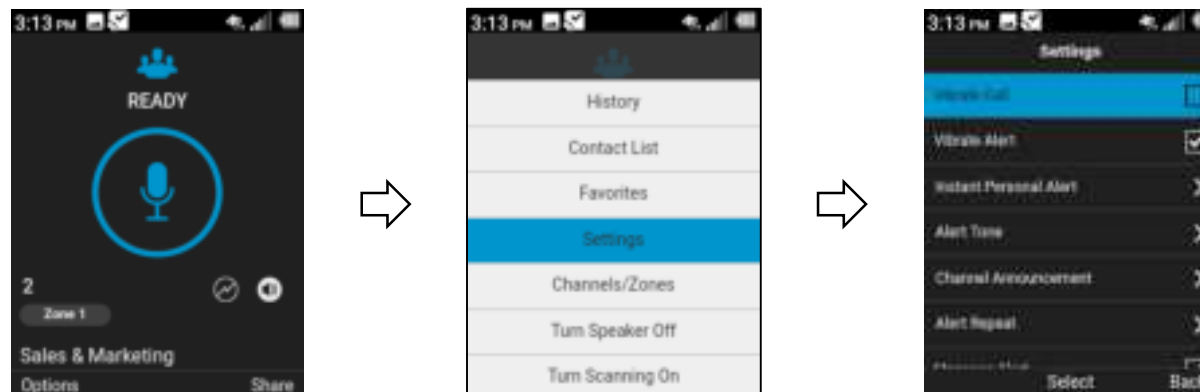 3:13 PM
READY
2
Zone 1
Sales & Marketing
Options Share
3:13 PM
History
Contact List
Favorites
Settings
Channels/Zones
Turn Speaker Off
Turn Scanning On
3:13 PM
Settings
Vibrate Call
Vibrate Alert
Instant Personal Alert
Alert Tone
Channel Announcement
Alert Repeat
Select